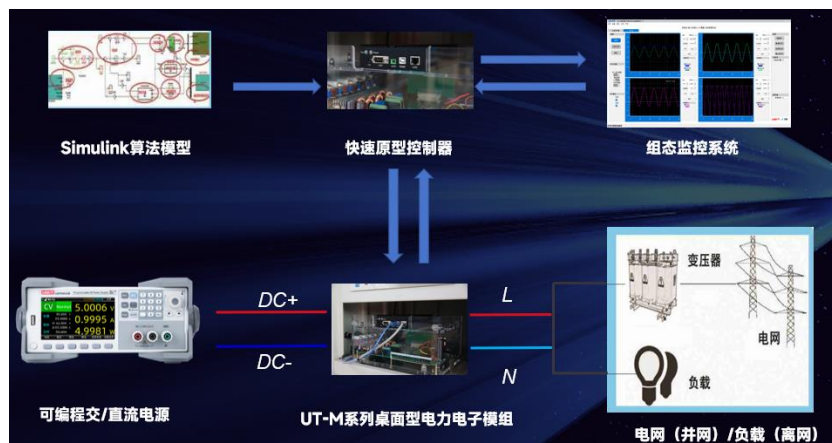 Simulink算法模型
快速原型控制器
组态监控系统
DC+
DC-
L
N
CV
5.0006 V
0.9995 A
4.9981 W
变压器
电网
负载
可编程交/直流电源
UT-M系列桌面型电力电子模组
电网（并网）/负载（离网）